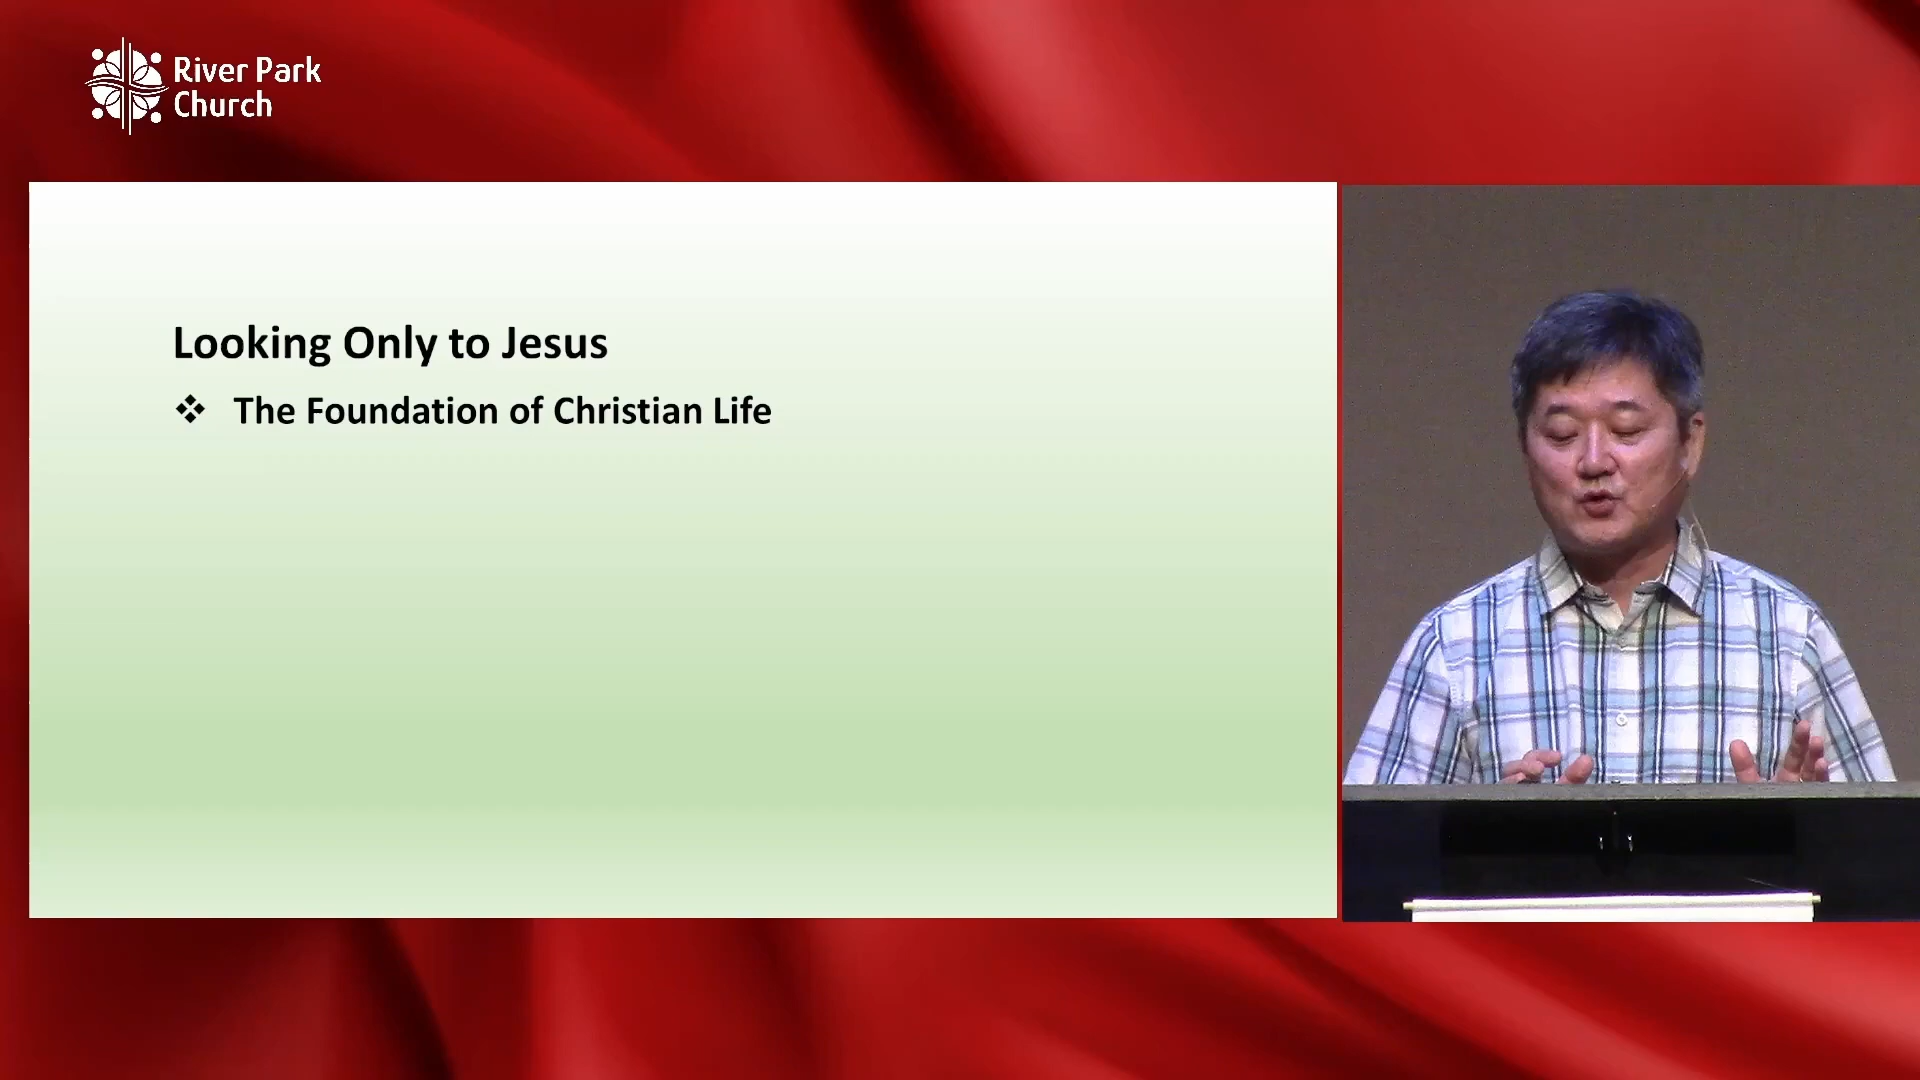 River Park
Church
Looking Only to Jesus
❖ The Foundation of Christian Life